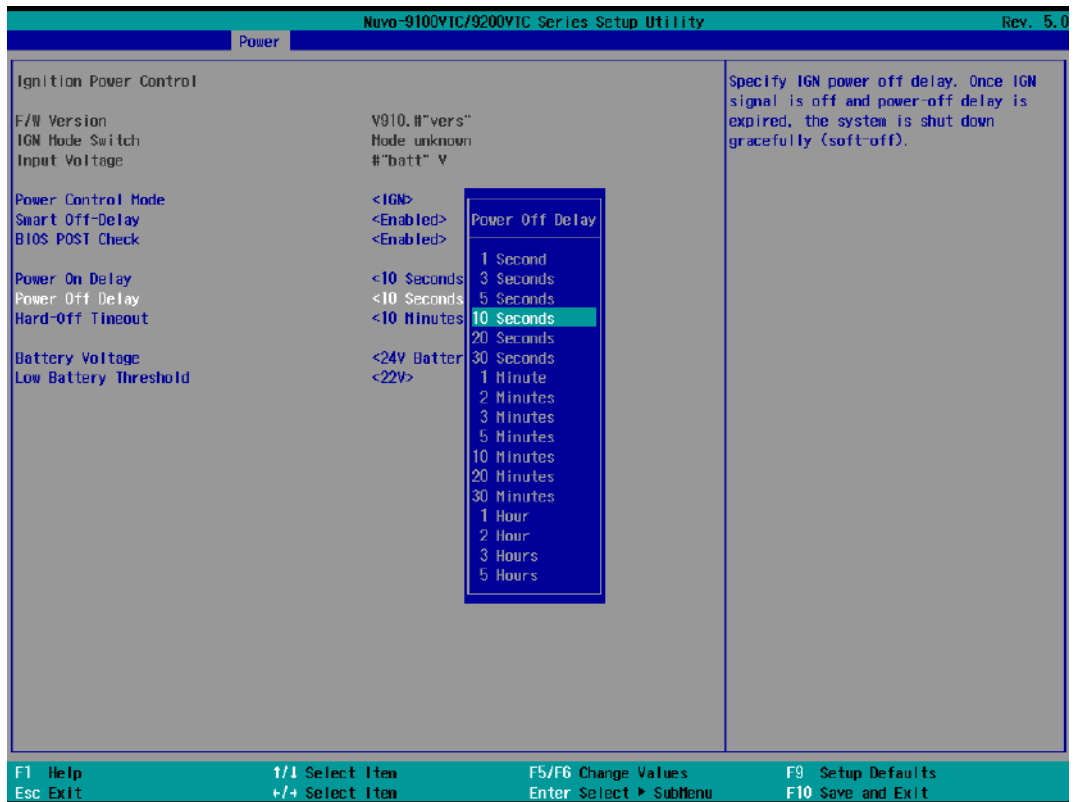 Nuvo-9100VTC/9200VTC Series Setup Utility Rev. 5.0
Power
Ignition Power Control
F/W Version V910.#"vers"
IGN Mode Switch Mode unknown
Input Voltage #"batt" V
Power Control Mode <IGN>
Smart Off-Delay <Enabled>
BIOS POST Check <Enabled>
Power On Delay <10 Seconds
Power Off Delay <10 Seconds
Hard-Off Timeout <10 Minutes
Battery Voltage <24V Batter
Low Battery Threshold <22V>
Power Off Delay
1 Second
3 Seconds
5 Seconds
10 Seconds
20 Seconds
30 Seconds
1 Minute
2 Minutes
3 Minutes
5 Minutes
10 Minutes
20 Minutes
30 Minutes
1 Hour
2 Hour
3 Hours
5 Hours
Specify IGN power off delay. Once IGN
signal is off and power-off delay is
expired, the system is shut down
gracefully (soft-off).
F1 Help ↑/↓ Select Item F5/F6 Change Values F9 Setup Defaults
Esc Exit ←/→ Select Item Enter Select ▶ SubMenu F10 Save and Exit